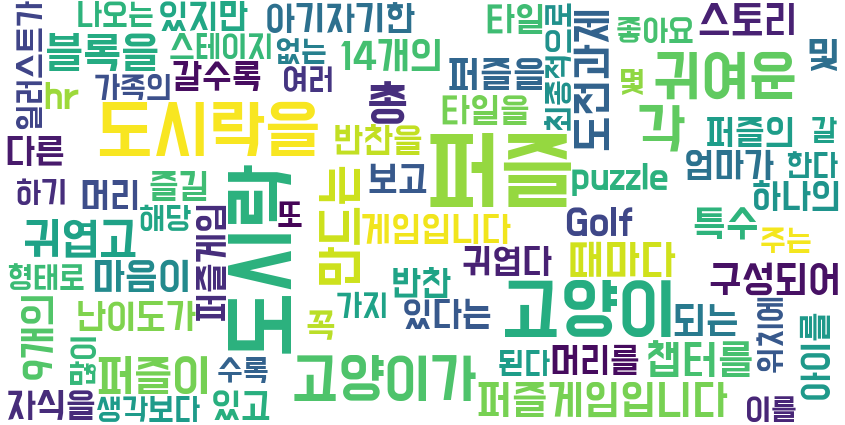 나오는
있지만
아기자기한
타일
좋아요
스토리
일러스트가
블록을
스테이지
없는
14개의
최종적으로
도전과제
및
hr
가족의
갈수록
여러
퍼즐을
몇
귀여운
총
타일을
다른
도시락을
반찬을
퍼즐
각
퍼즐의
갈
하기
머리
즐길
도시락
또
만드는
보고
puzzle
엄마가
한다
하나의
귀엽고
해당
퍼즐게임
게임입니다
Golf
특수
주는
형태로
마음이
귀엽다
때마다
구성되어
9개의
난이도가
꼭
가지
반찬
있다는
고양이
되는
위치에
아이를
많이
퍼즐이
수록
고양이가
된다
머리를
챕터를
자식을
생각보다
있고
퍼즐게임입니다
이를